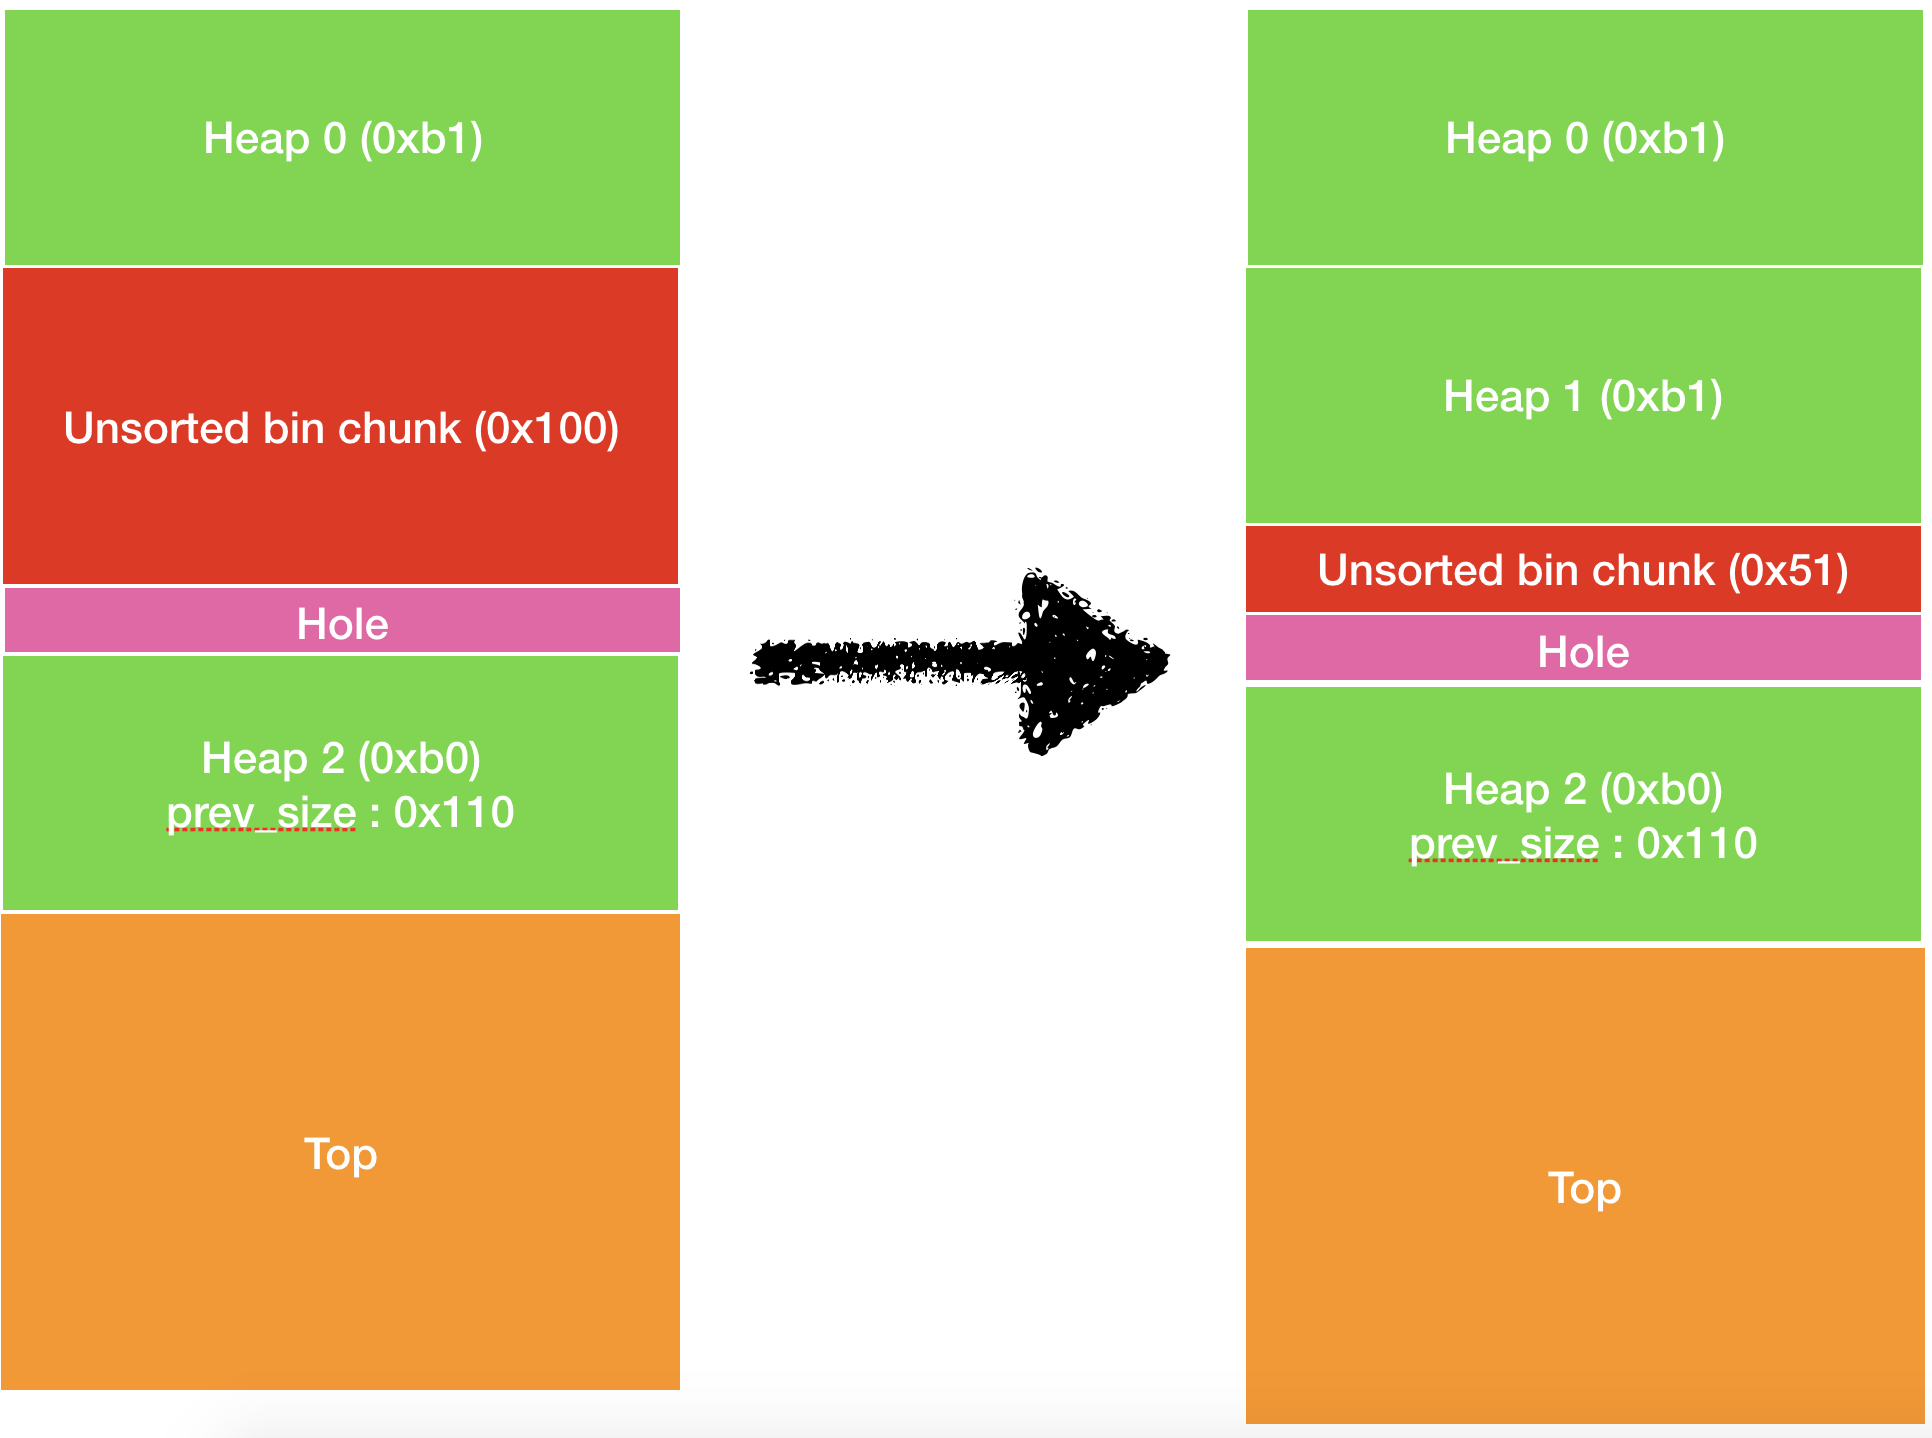 Heap 0 (0xb1)
Unsorted bin chunk (0x100)
Hole
Heap 2 (0xb0)
prev_size : 0x110
Top
Heap 0 (0xb1)
Heap 1 (0xb1)
Unsorted bin chunk (0x51)
Hole
Heap 2 (0xb0)
prev_size : 0x110
Top